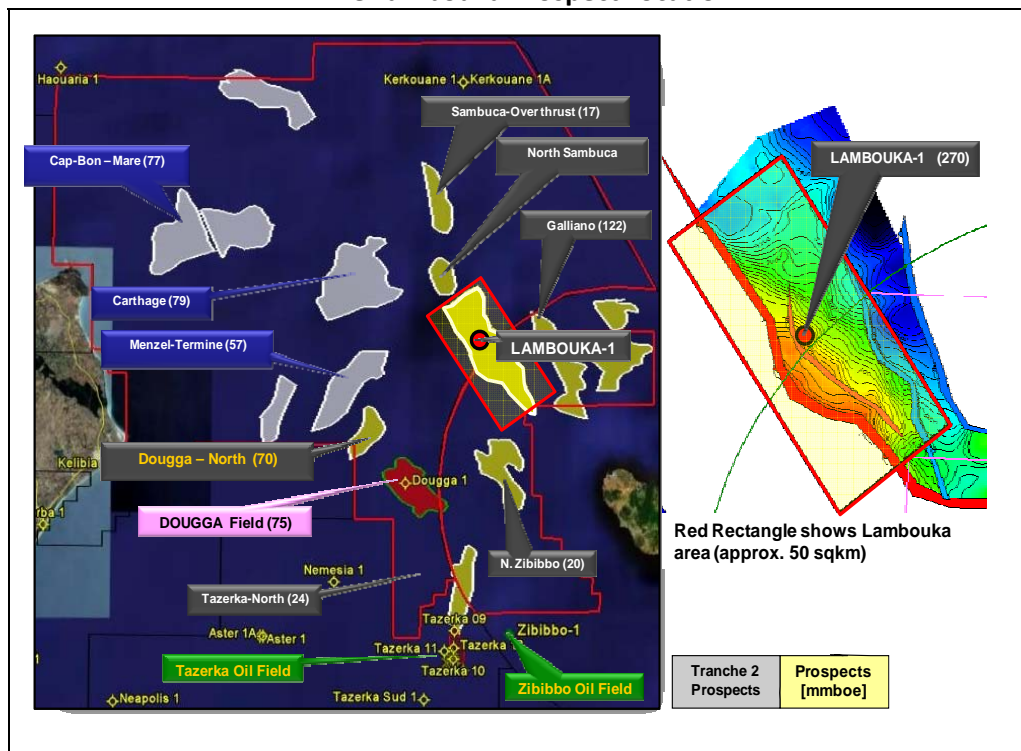 Haouaria 1
Kerkouane 1
Kerkouane 1A
Sambuca-Over thrust (17)
North Sambuca
Cap-Bon – Mare (77)
LAMBOUKA-1 (270)
Galliano (122)
Carthage (79)
LAMBOUKA-1
Menzel-Termine (57)
Dougga – North (70)
Kelibia
Dougga 1
DOUGGA Field (75)
Red Rectangle shows Lambouka
area (approx. 50 sqkm)
N. Zibibbo (20)
Nemesia 1
Tazerka-North (24)
Tazerka 09
Zibibbo-1
Aster 1A
Aster 1
Tazerka 11
Tazerka
Tazerka 10
Tazerka Oil Field
Zibibbo Oil Field
Neapolis 1
Tazerka Sud 1
Tranche 2
Prospects
Prospects
[mmboe]